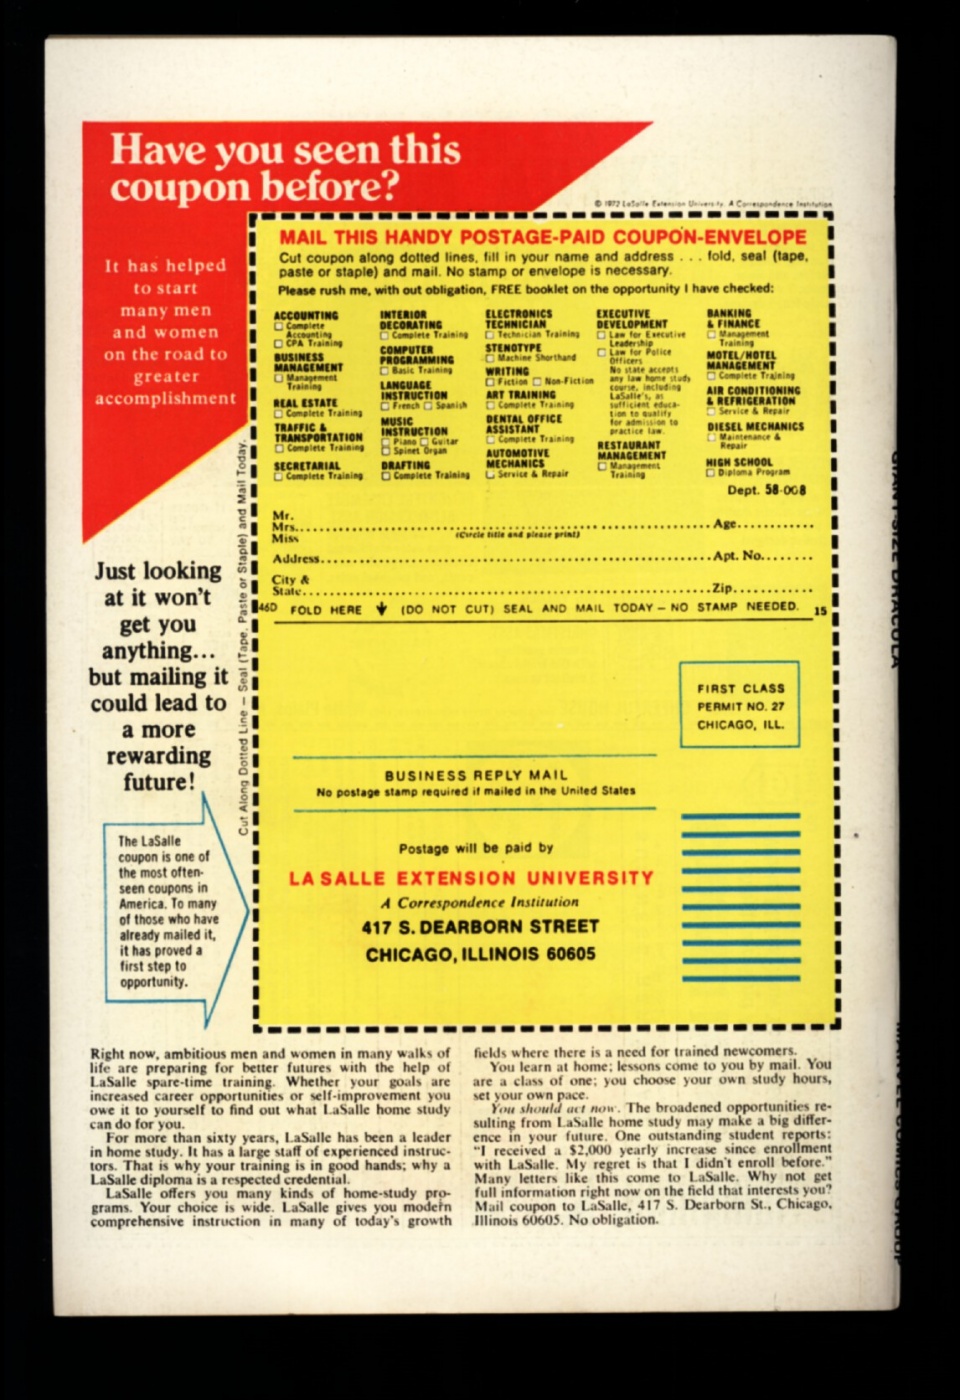 Have you seen this
coupon before?
© 1972 LaSalle Extension University. A Correspondence Institution
It has helped
to start
many men
and women
on the road to
greater
accomplishment
MAIL THIS HANDY POSTAGE-PAID COUPON-ENVELOPE
Cut coupon along dotted lines, fill in your name and address . . . fold, seal (tape,
paste or staple) and mail. No stamp or envelope is necessary.
Please rush me, with out obligation, FREE booklet on the opportunity I have checked:
ACCOUNTING
Complete
Accounting
CPA Training
BUSINESS
MANAGEMENT
Management
Training
REAL ESTATE
Complete Training
TRAFFIC &
TRANSPORTATION
Complete Training
SECRETARIAL
Complete Training
INTERIOR
DECORATING
Complete Training
COMPUTER
PROGRAMMING
Basic Training
LANGUAGE
INSTRUCTION
French Spanish
MUSIC
INSTRUCTION
Piano Guitar
Spinet Organ
DRAFTING
Complete Training
ELECTRONICS
TECHNICIAN
Technician Training
STENOTYPE
Machine Shorthand
WRITING
Fiction Non-Fiction
ART TRAINING
Complete Training
DENTAL OFFICE
ASSISTANT
Complete Training
AUTOMOTIVE
MECHANICS
Service & Repair
EXECUTIVE
DEVELOPMENT
Law for Executive
Leadership
Law for Police
Officers
No state accepts
any law home study
course, including
LaSalle's, as
sufficient educa-
tion to qualify
for admission to
practice law.
RESTAURANT
MANAGEMENT
Management
Training
BANKING
& FINANCE
Management
Training
MOTEL/HOTEL
MANAGEMENT
Complete Training
AIR CONDITIONING
& REFRIGERATION
Service & Repair
DIESEL MECHANICS
Maintenance &
Repair
HIGH SCHOOL
Diploma Program
Dept. 58-008
Mr.
Mrs. Age
Miss (Circle title and please print)
Address Apt. No.
City &
State Zip
46D FOLD HERE (DO NOT CUT) SEAL AND MAIL TODAY – NO STAMP NEEDED. 15
Cut Along Dotted Line – Seal (Tape, Paste or Staple) and Mail Today.
Just looking
at it won't
get you
anything...
but mailing it
could lead to
a more
rewarding
future!
The LaSalle
coupon is one of
the most often-
seen coupons in
America. To many
of those who have
already mailed it,
it has proved a
first step to
opportunity.
FIRST CLASS
PERMIT NO. 27
CHICAGO, ILL.
BUSINESS REPLY MAIL
No postage stamp required if mailed in the United States
Postage will be paid by
LA SALLE EXTENSION UNIVERSITY
A Correspondence Institution
417 S. DEARBORN STREET
CHICAGO, ILLINOIS 60605
Right now, ambitious men and women in many walks of
life are preparing for better futures with the help of
LaSalle spare-time training. Whether your goals are
increased career opportunities or self-improvement you
owe it to yourself to find out what LaSalle home study
can do for you.
For more than sixty years, LaSalle has been a leader
in home study. It has a large staff of experienced instruc-
tors. That is why your training is in good hands; why a
LaSalle diploma is a respected credential.
LaSalle offers you many kinds of home-study pro-
grams. Your choice is wide. LaSalle gives you modern
comprehensive instruction in many of today's growth
fields where there is a need for trained newcomers.
You learn at home; lessons come to you by mail. You
are a class of one; you choose your own study hours,
set your own pace.
You should act now. The broadened opportunities re-
sulting from LaSalle home study may make a big differ-
ence in your future. One outstanding student reports:
"I received a $2,000 yearly increase since enrollment
with LaSalle. My regret is that I didn't enroll before."
Many letters like this come to LaSalle. Why not get
full information right now on the field that interests you?
Mail coupon to LaSalle, 417 S. Dearborn St., Chicago,
Illinois 60605. No obligation.